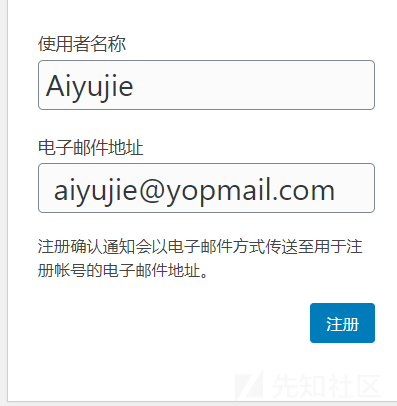 使用者名称
Aiyujie
电子邮件地址
aiyujie@yopmail.com
注册确认通知会以电子邮件方式传送至用于注
册帐号的电子邮件地址。
注册
先知社区